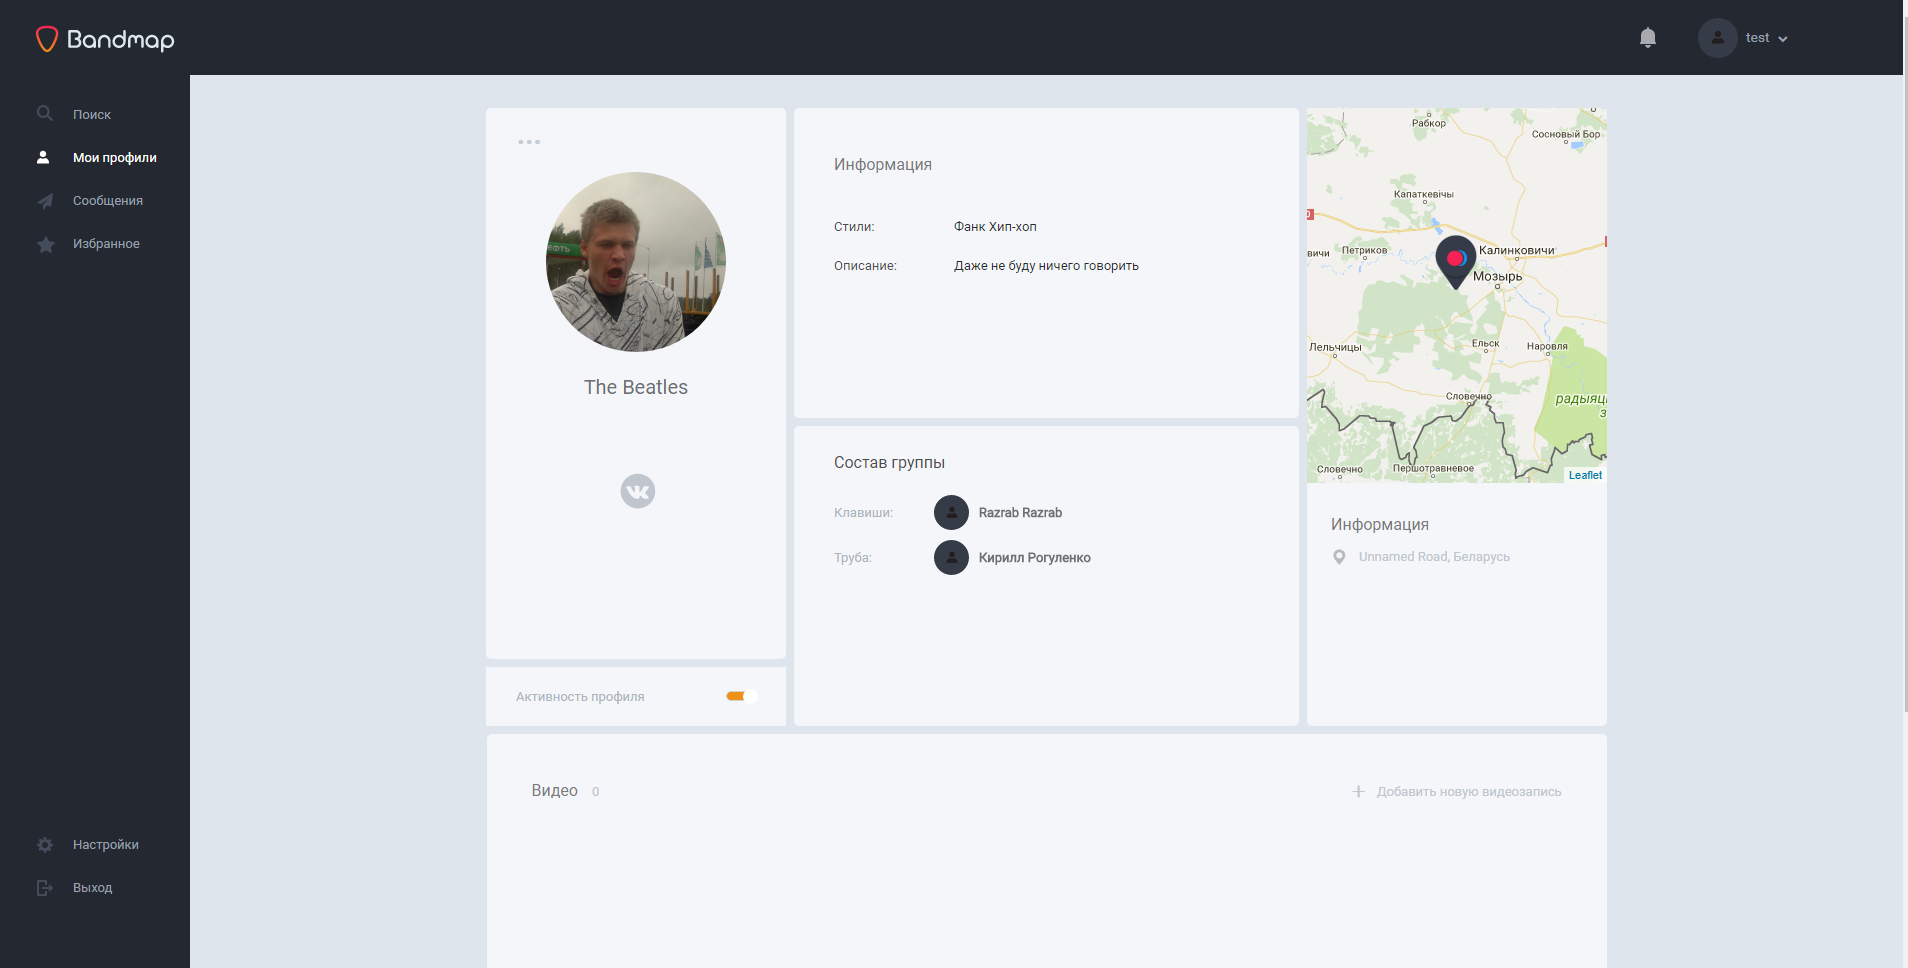 Bandmap
test
Поиск
Мои профили
Сообщения
Избранное
Настройки
Выход
ЕФТЬ
The Beatles
Активность профиля
Информация
Стили: Фанк Хип-хоп
Описание: Даже не буду ничего говорить
Состав группы
Клавиши: Razrab Razrab
Труба: Кирилл Рогуленко
Рабкор
Сосновый Бор
Капаткевічы
Петриков
вичи
Калинковичи
Мозырь
Лельчицы
Ельск
Наровля
Словечно
радыяц
з
Словечно
Першотравневое
Leaflet
Информация
Unnamed Road, Беларусь
Видео 0
Добавить новую видеозапись